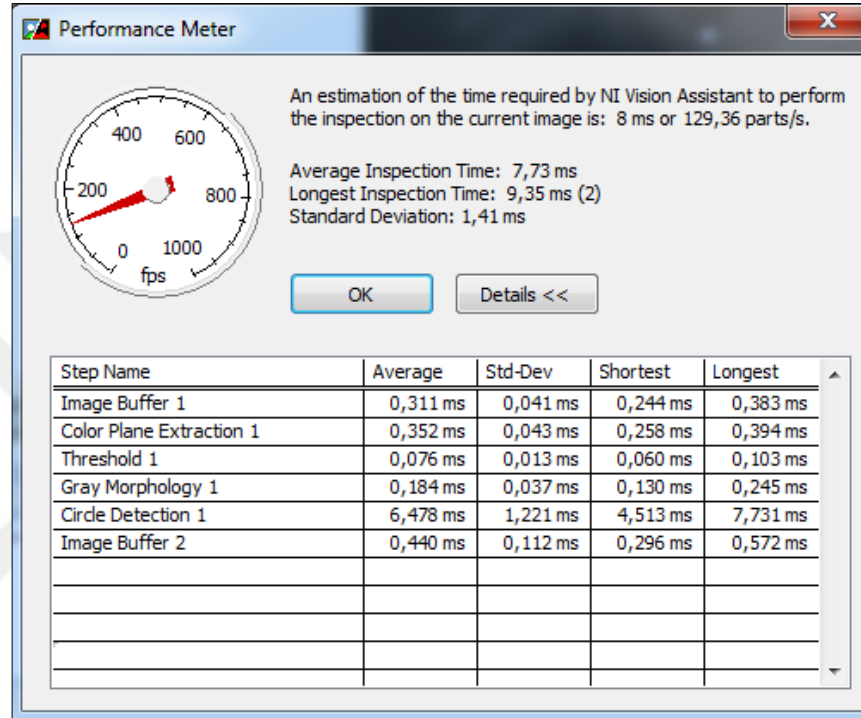 Performance Meter
An estimation of the time required by NI Vision Assistant to perform
the inspection on the current image is: 8 ms or 129,36 parts/s.
400 600
200 800
0 1000
fps
Average Inspection Time: 7,73 ms
Longest Inspection Time: 9,35 ms (2)
Standard Deviation: 1,41 ms
OK Details <<
Step Name Average Std-Dev Shortest Longest
Image Buffer 1 0,311 ms 0,041 ms 0,244 ms 0,383 ms
Color Plane Extraction 1 0,352 ms 0,043 ms 0,258 ms 0,394 ms
Threshold 1 0,076 ms 0,013 ms 0,060 ms 0,103 ms
Gray Morphology 1 0,184 ms 0,037 ms 0,130 ms 0,245 ms
Circle Detection 1 6,478 ms 1,221 ms 4,513 ms 7,731 ms
Image Buffer 2 0,440 ms 0,112 ms 0,296 ms 0,572 ms